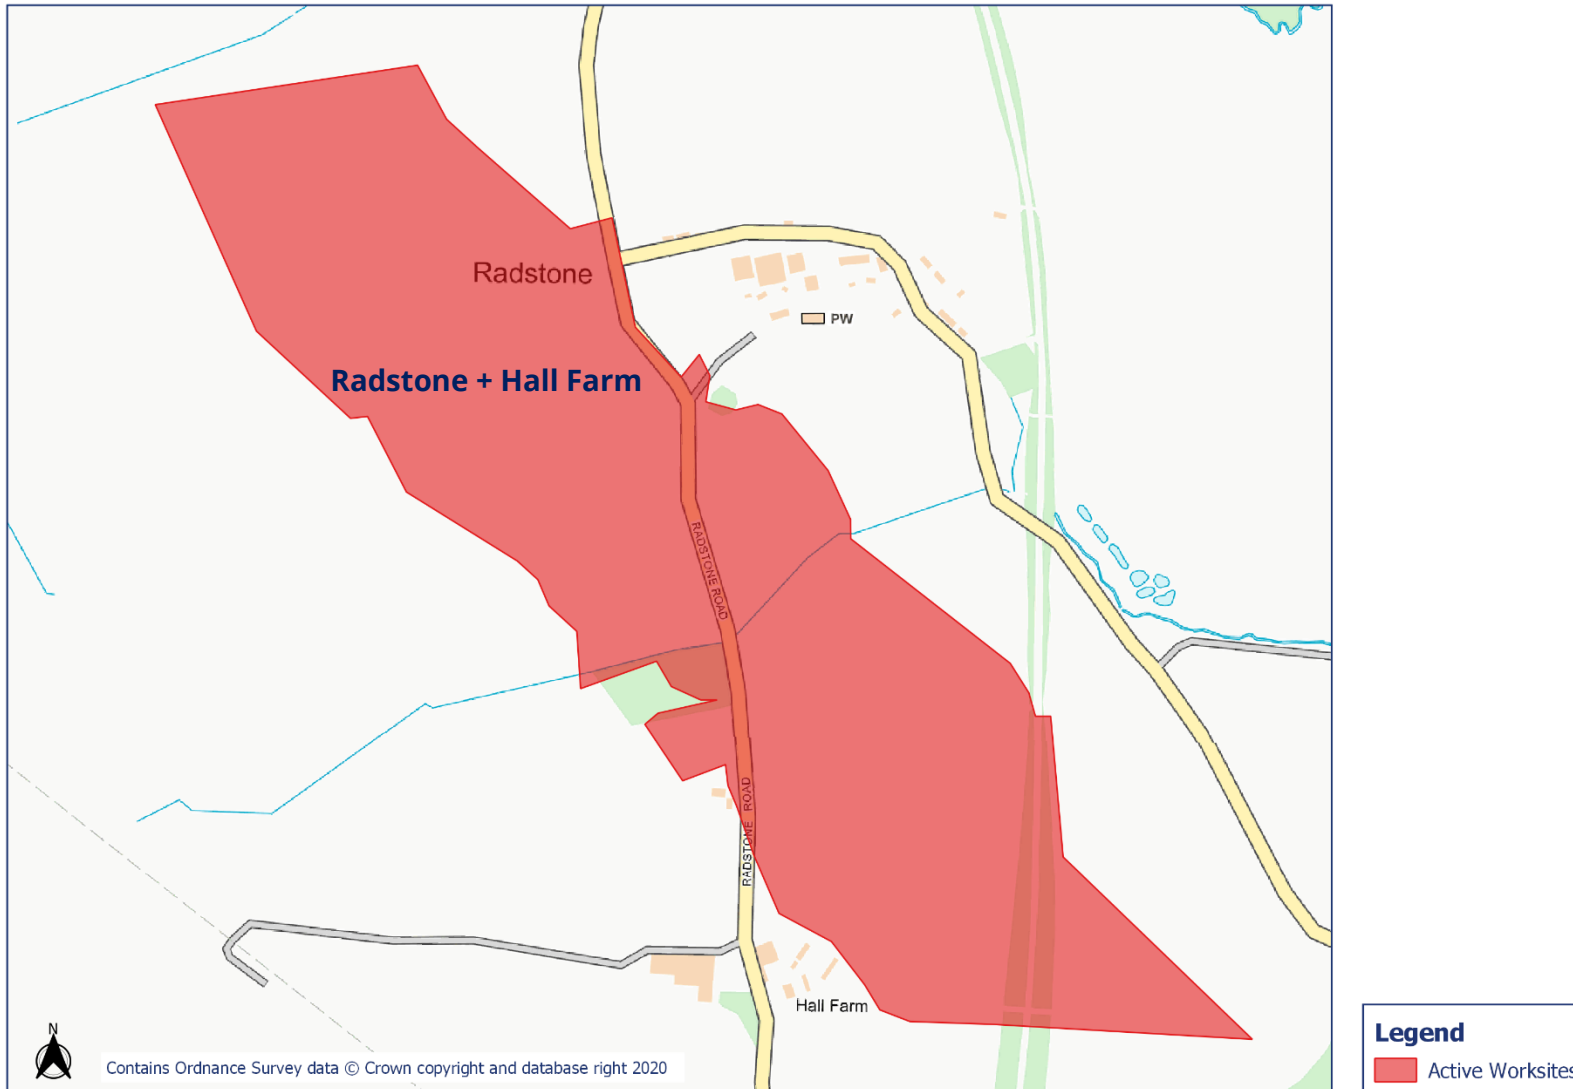 Radstone
PW
Radstone + Hall Farm
RADSTONE ROAD
RADSTONE ROAD
Hall Farm
N
Contains Ordnance Survey data © Crown copyright and database right 2020
Legend
Active Worksites